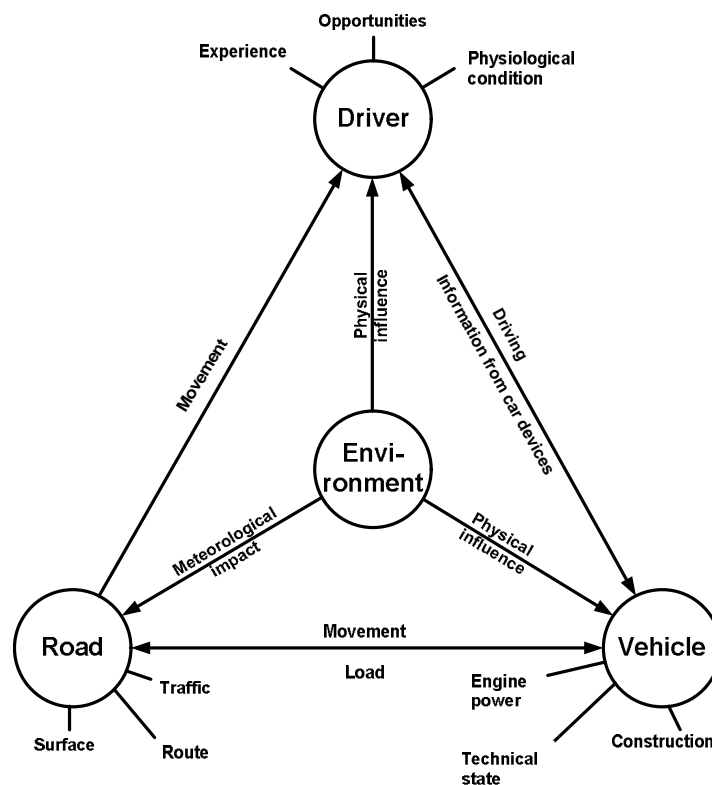 Opportunities
Experience
Physiological
condition
Driver
Physical
influence
Driving
Information from car devices
Movement
Envi-
ronment
Meteorological
impact
Physical
influence
Road
Movement
Load
Vehicle
Traffic
Surface
Route
Engine
power
Technical
state
Construction